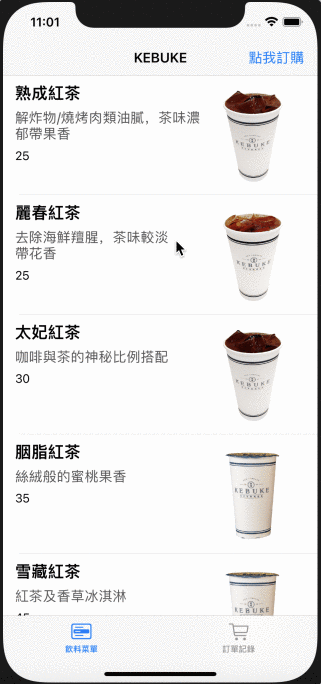 11:01
KEBUKE
點我訂購
熟成紅茶
解炸物/燒烤肉類油膩，茶味濃
郁帶果香
25
KEBUKE
麗春紅茶
去除海鮮羶腥，茶味較淡
帶花香
25
KEBUKE
太妃紅茶
咖啡與茶的神秘比例搭配
30
KEBUKE
胭脂紅茶
絲絨般的蜜桃果香
35
KEBUKE
雪藏紅茶
紅茶及香草冰淇淋
KEBUKE
飲料菜單
訂單記錄